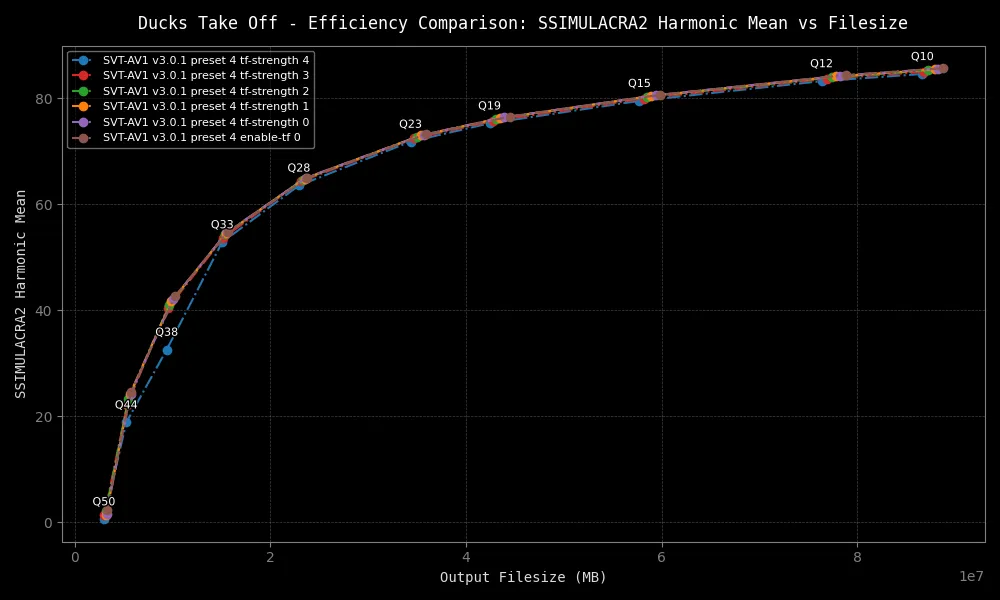 Ducks Take Off - Efficiency Comparison: SSIMULACRA2 Harmonic Mean vs Filesize
SVT-AV1 v3.0.1 preset 4 tf-strength 4
SVT-AV1 v3.0.1 preset 4 tf-strength 3
SVT-AV1 v3.0.1 preset 4 tf-strength 2
SVT-AV1 v3.0.1 preset 4 tf-strength 1
SVT-AV1 v3.0.1 preset 4 tf-strength 0
SVT-AV1 v3.0.1 preset 4 enable-tf 0
SSIMULACRA2 Harmonic Mean
80
60
40
20
0
Q10
Q12
Q15
Q19
Q23
Q28
Q33
Q38
Q44
Q50
0 2 4 6 8
1e7
Output Filesize (MB)